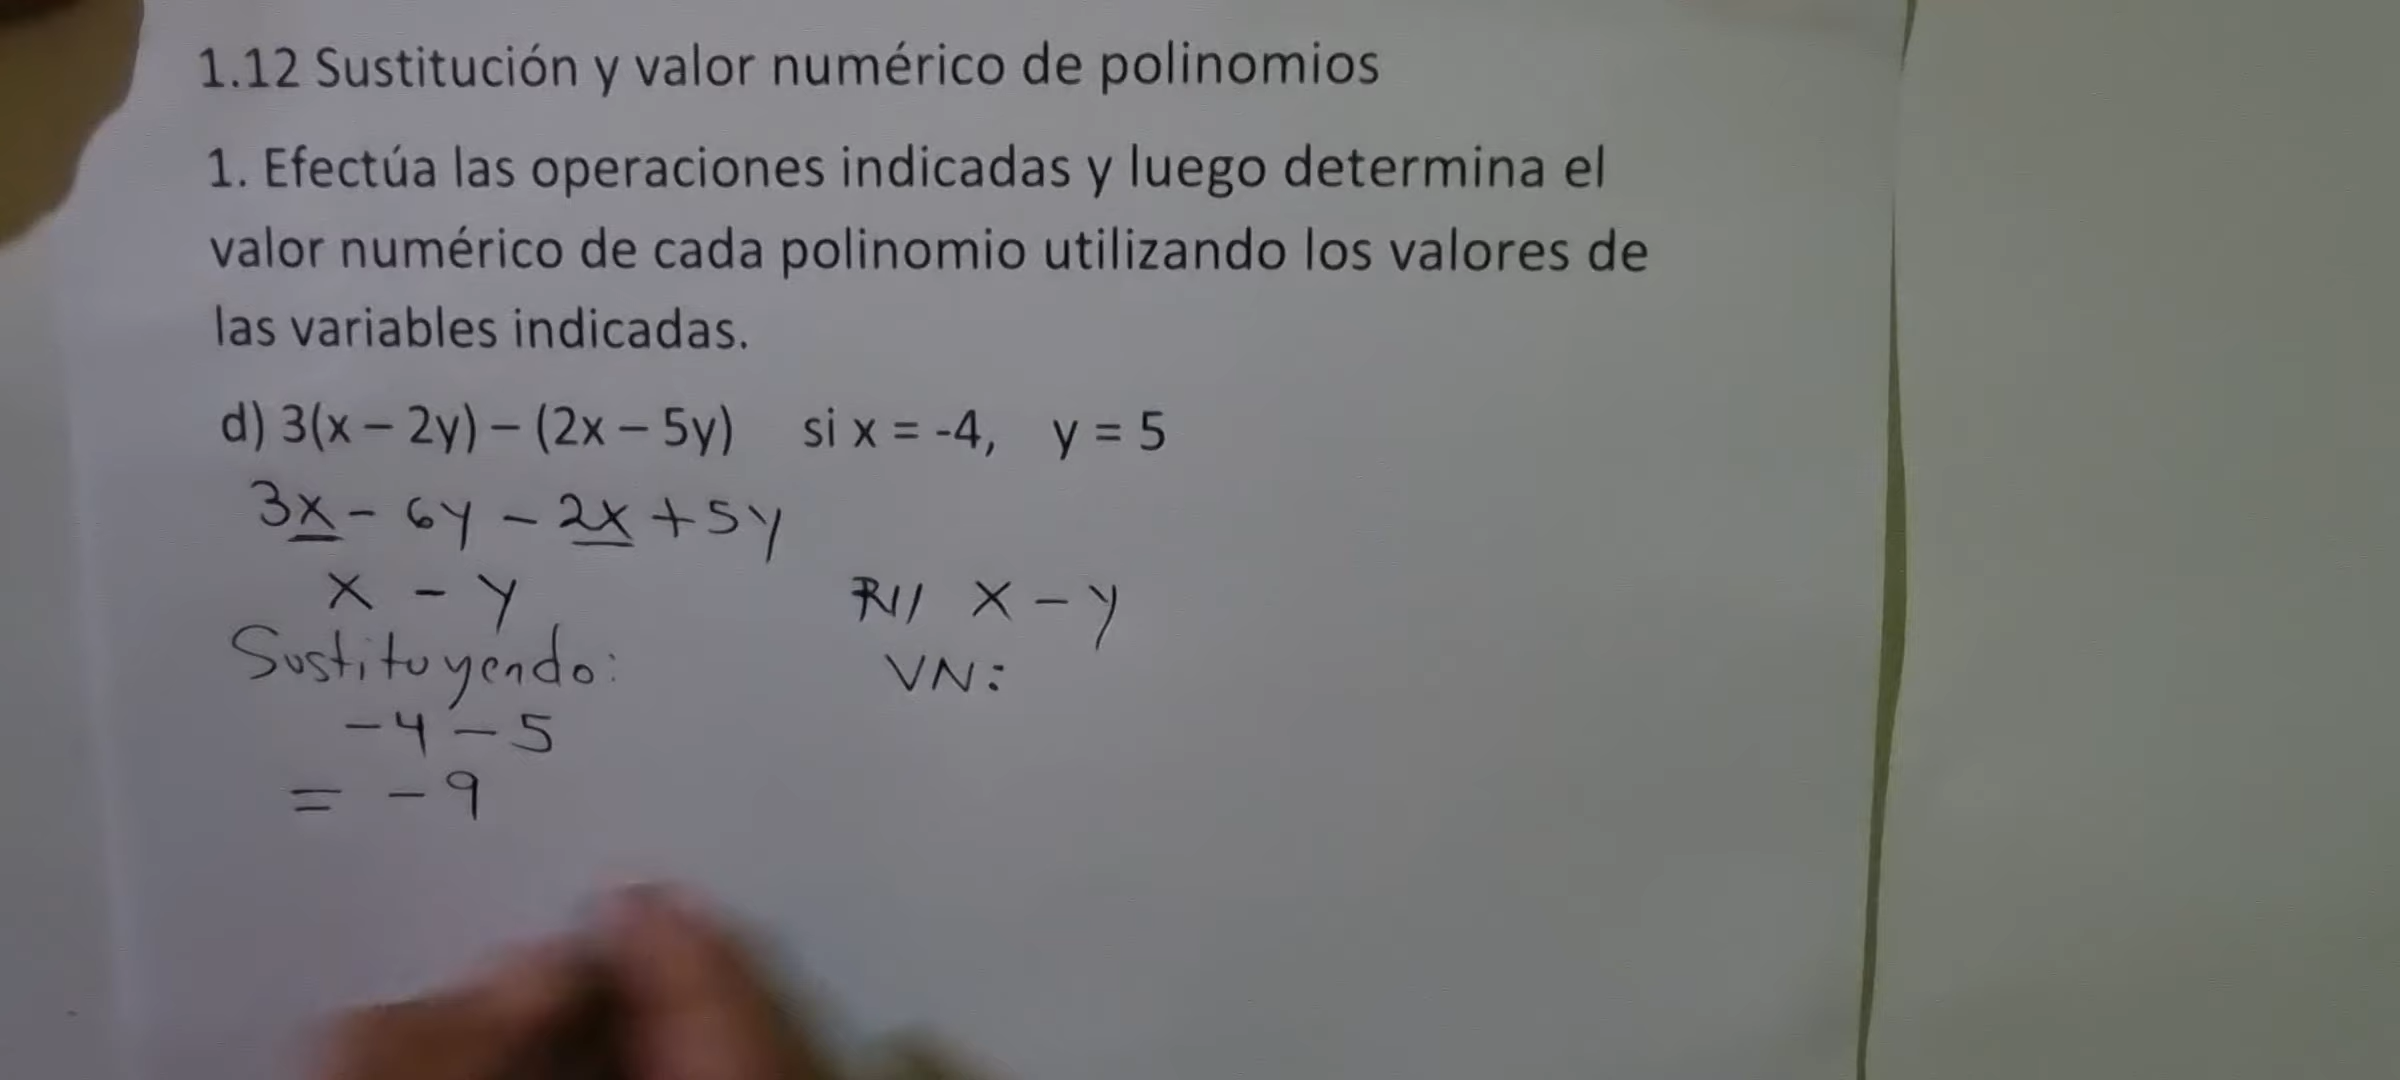 1.12 Sustitución y valor numérico de polinomios
1. Efectúa las operaciones indicadas y luego determina el
valor numérico de cada polinomio utilizando los valores de
las variables indicadas.
d) 3(x – 2y) – (2x – 5y) si x = -4, y = 5
3x - 6y - 2x + 5y
x - y
R// x - y
Sustituyendo:
VN:
-4 - 5
= -9